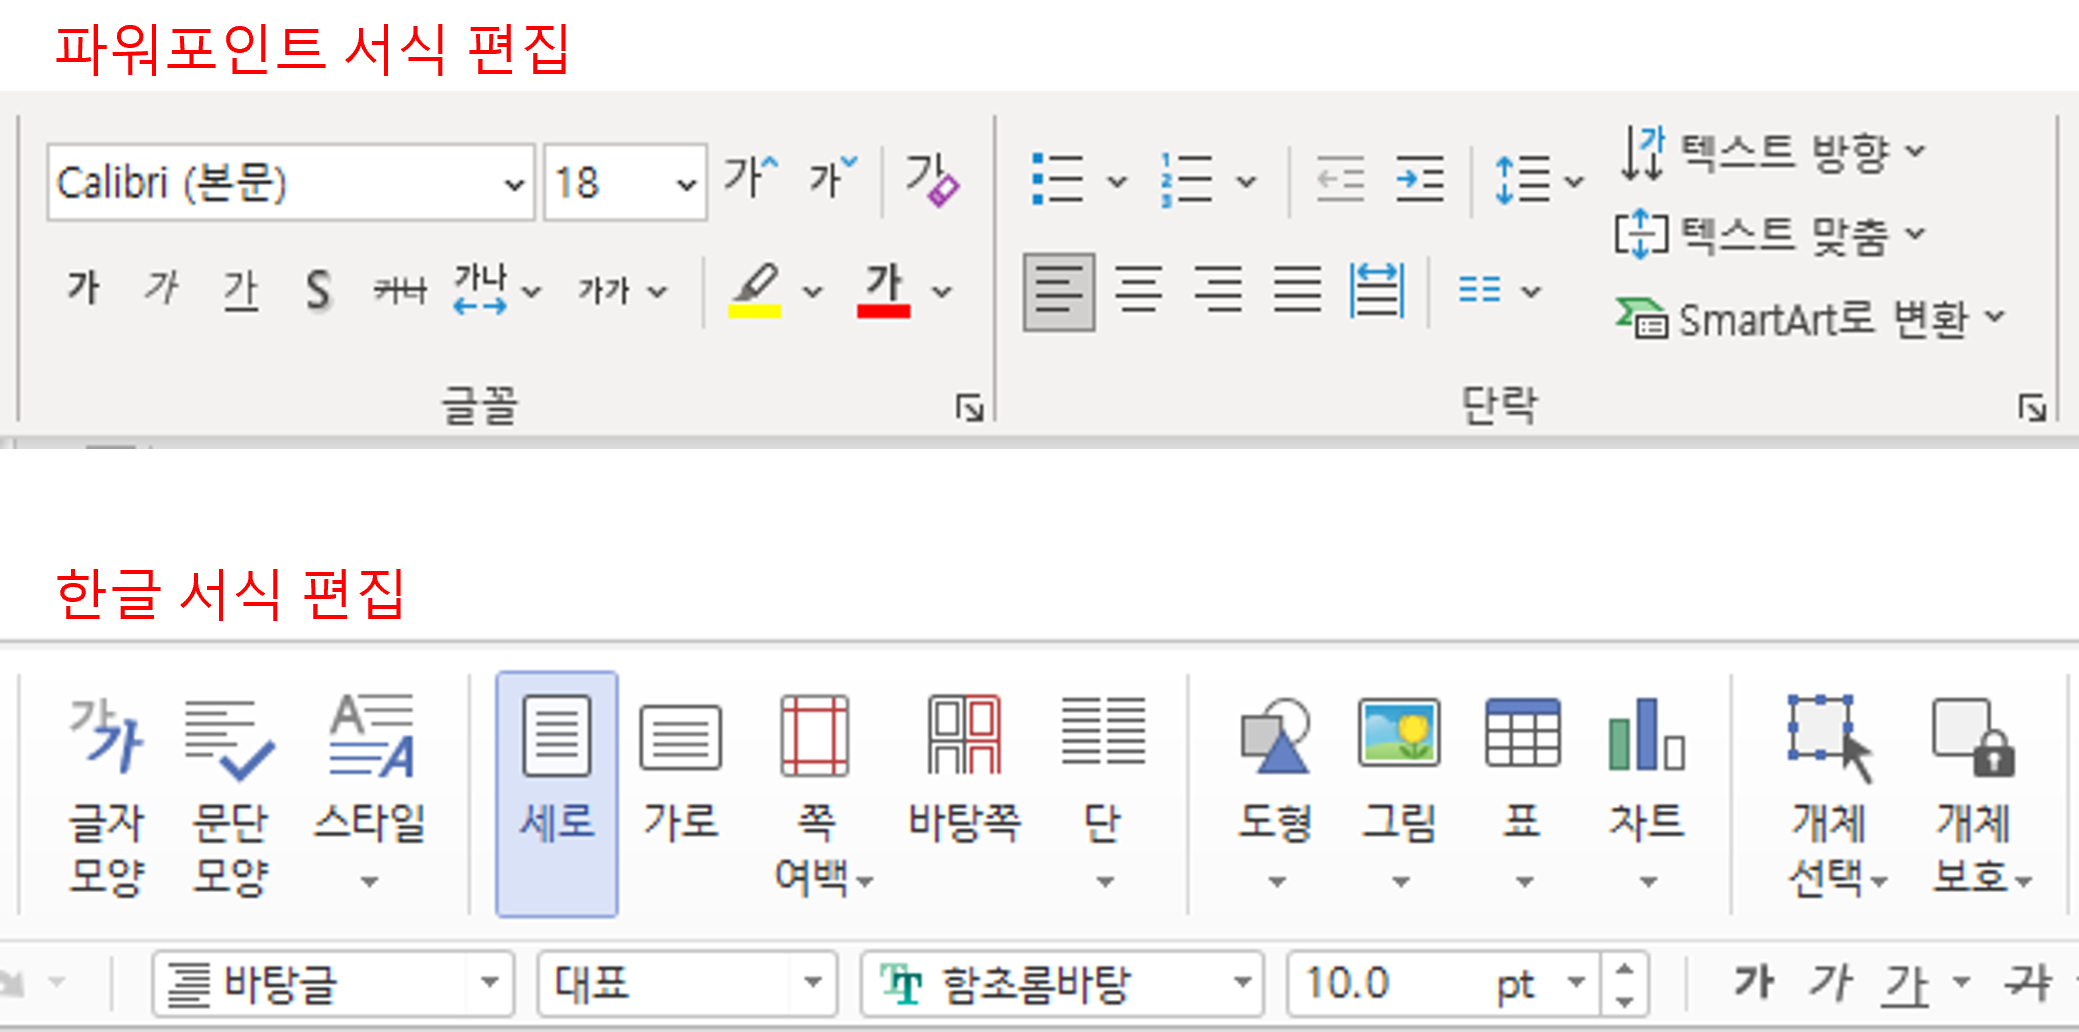 파워포인트 서식 편집
Calibri (본문) 18 가 가 가
텍스트 방향
텍스트 맞춤
가 가 가 S 가나 가나 가가 가
SmartArt로 변환
글꼴 단락
한글 서식 편집
글자 모양 문단 모양 스타일 세로 가로 쪽 여백 바탕쪽 단 도형 그림 표 차트 개체 선택 개체 보호
바탕글 대표 함초롬바탕 10.0 pt 가 가 가 가